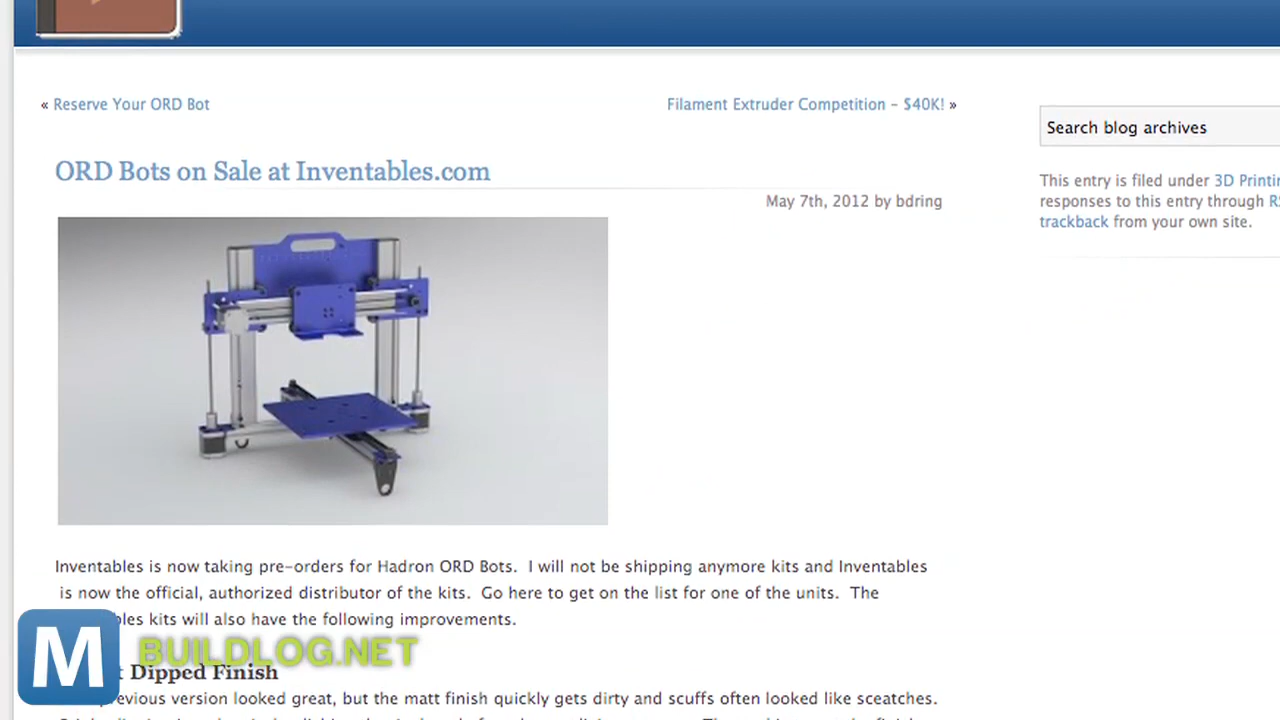 « Reserve Your ORD Bot
Filament Extruder Competition – $40K! »
Search blog archives
ORD Bots on Sale at Inventables.com
This entry is filed under 3D
responses to this entry through
trackback from your own site.
May 7th, 2012 by bdring
Inventables is now taking pre-orders for Hadron ORD Bots. I will not be shipping anymore kits and Inventables
is now the official, authorized distributor of the kits. Go here to get on the list for one of the units. The
kits will also have the following improvements.
M
BUILDLOG.NET
Dipped Finish
previous version looked great, but the matt finish quickly gets dirty and scuffs often looked like sceatches.